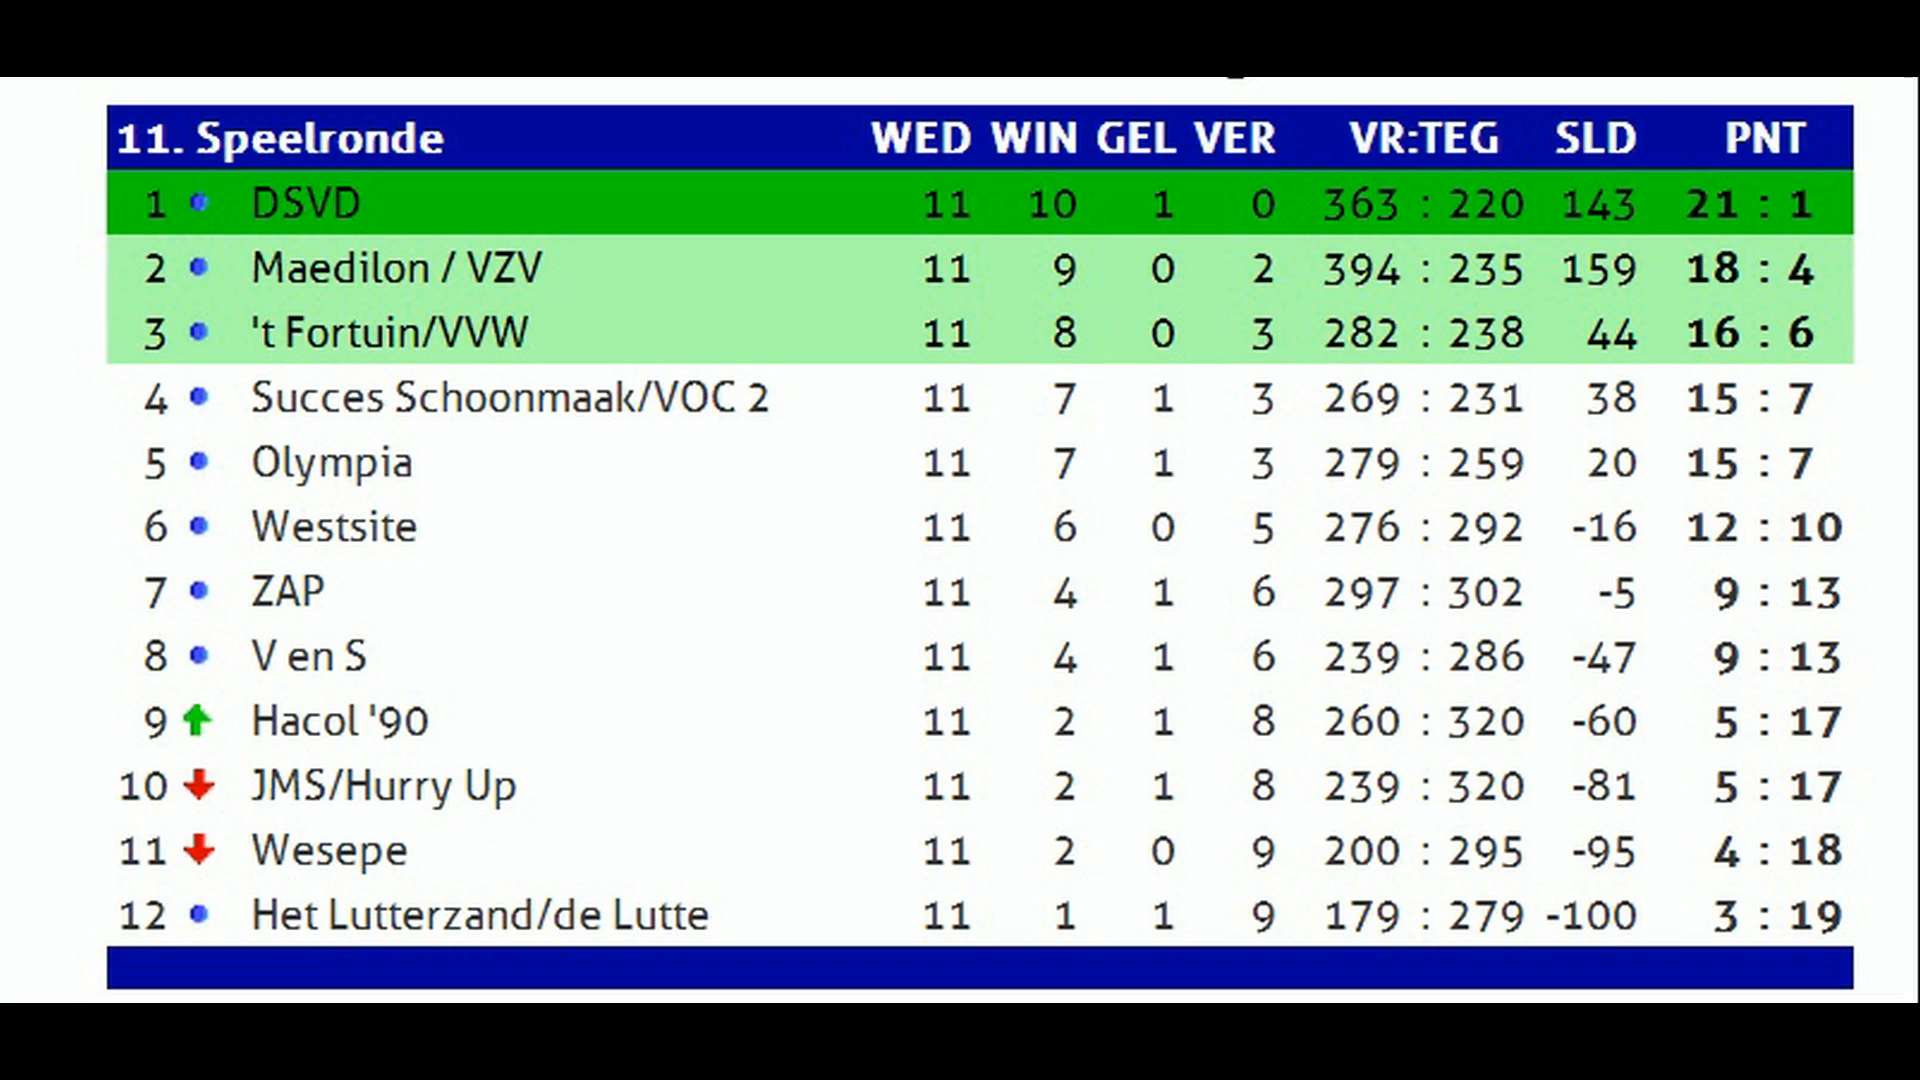 11. Speelronde WED WIN GEL VER VR:TEG SLD PNT
1 DSVD 11 10 1 0 363 : 220 143 21 : 1
2 Maedilon / VZV 11 9 0 2 394 : 235 159 18 : 4
3 't Fortuin/VVW 11 8 0 3 282 : 238 44 16 : 6
4 Succes Schoonmaak/VOC 2 11 7 1 3 269 : 231 38 15 : 7
5 Olympia 11 7 1 3 279 : 259 20 15 : 7
6 Westsite 11 6 0 5 276 : 292 -16 12 : 10
7 ZAP 11 4 1 6 297 : 302 -5 9 : 13
8 V en S 11 4 1 6 239 : 286 -47 9 : 13
9 Hacol '90 11 2 1 8 260 : 320 -60 5 : 17
10 JMS/Hurry Up 11 2 1 8 239 : 320 -81 5 : 17
11 Wesepe 11 2 0 9 200 : 295 -95 4 : 18
12 Het Lutterzand/de Lutte 11 1 1 9 179 : 279 -100 3 : 19